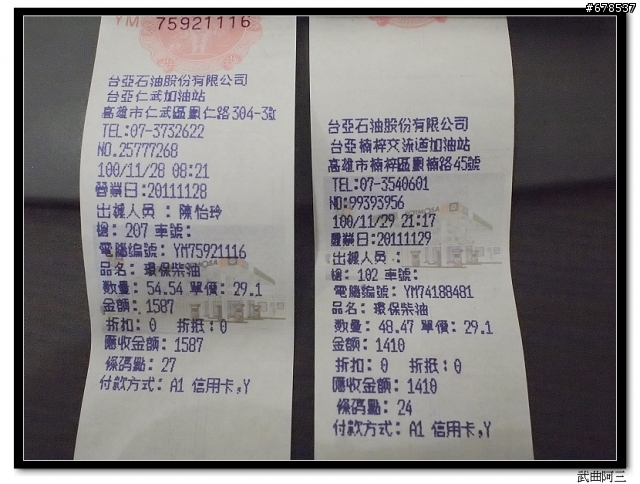 #678537
YM 75921116
台亞石油股份有限公司
台亞仁武加油站
高雄市仁武區鳳仁路304-3號
TEL:07-3732622
NO.25777268
100/11/28 08:21
營業日:20111128
出據人員 : 陳怡玲
槍: 207 車號:
電腦編號: YM75921116
品名: 環保柴油
數量: 54.54 單價: 29.1
金額: 1587
折扣: 0 折抵: 0
應收金額: 1587
條碼點: 27
付款方式: A1 信用卡,Y
台亞石油股份有限公司
台亞楠梓交流道加油站
高雄市楠梓區鳳楠路45號
TEL:07-3540601
NO:99393956
100/11/29 21:17
營業日:20111129
出據人員 :
槍: 102 車號:
電腦編號: YM74188481
品名: 環保柴油
數量: 48.47 單價: 29.1
金額: 1410
折扣: 0 折抵: 0
應收金額: 1410
條碼點: 24
付款方式: A1 信用卡,Y
武曲阿三